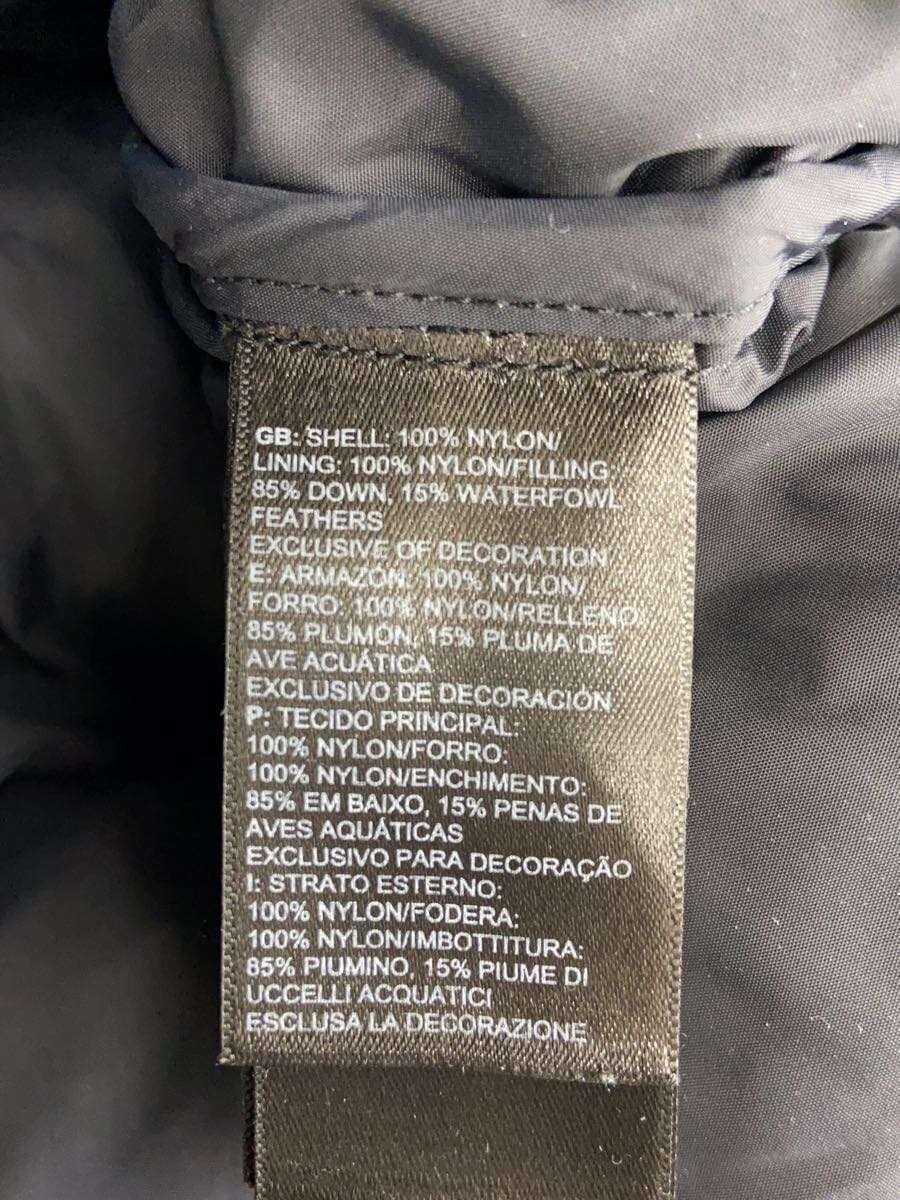 GB: SHELL: 100% NYLON/
LINING: 100% NYLON/FILLING:
85% DOWN, 15% WATERFOWL
FEATHERS
EXCLUSIVE OF DECORATION
E: ARMAZÓN: 100% NYLON/
FORRO: 100% NYLON/RELLENO:
85% PLUMÓN, 15% PLUMA DE
AVE ACUÁTICA
EXCLUSIVO DE DECORACIÓN
P: TECIDO PRINCIPAL:
100% NYLON/FORRO:
100% NYLON/ENCHIMENTO:
85% EM BAIXO, 15% PENAS DE
AVES AQUÁTICAS
EXCLUSIVO PARA DECORAÇÃO
I: STRATO ESTERNO:
100% NYLON/FODERA:
100% NYLON/IMBOTTITURA:
85% PIUMINO, 15% PIUME DI
UCCELLI ACQUATICI
ESCLUSA LA DECORAZIONE